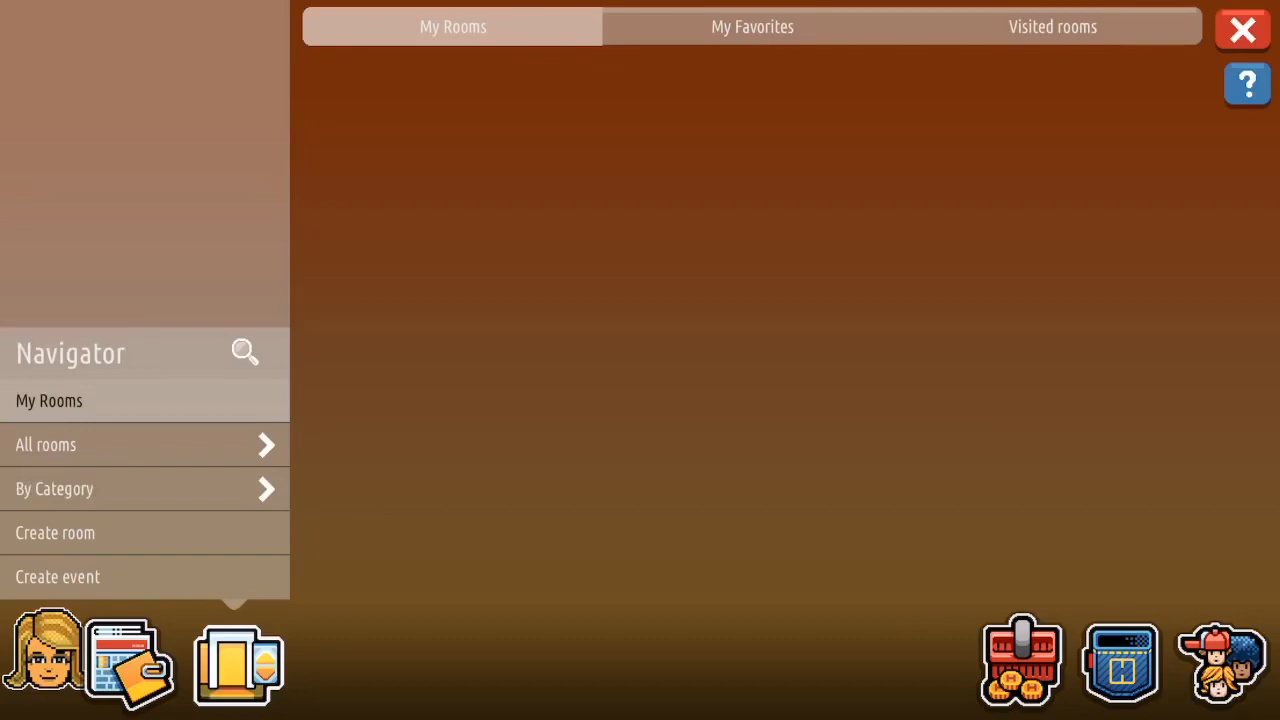 My Rooms
My Favorites
Visited rooms
Navigator
My Rooms
All rooms
By Category
Create room
Create event